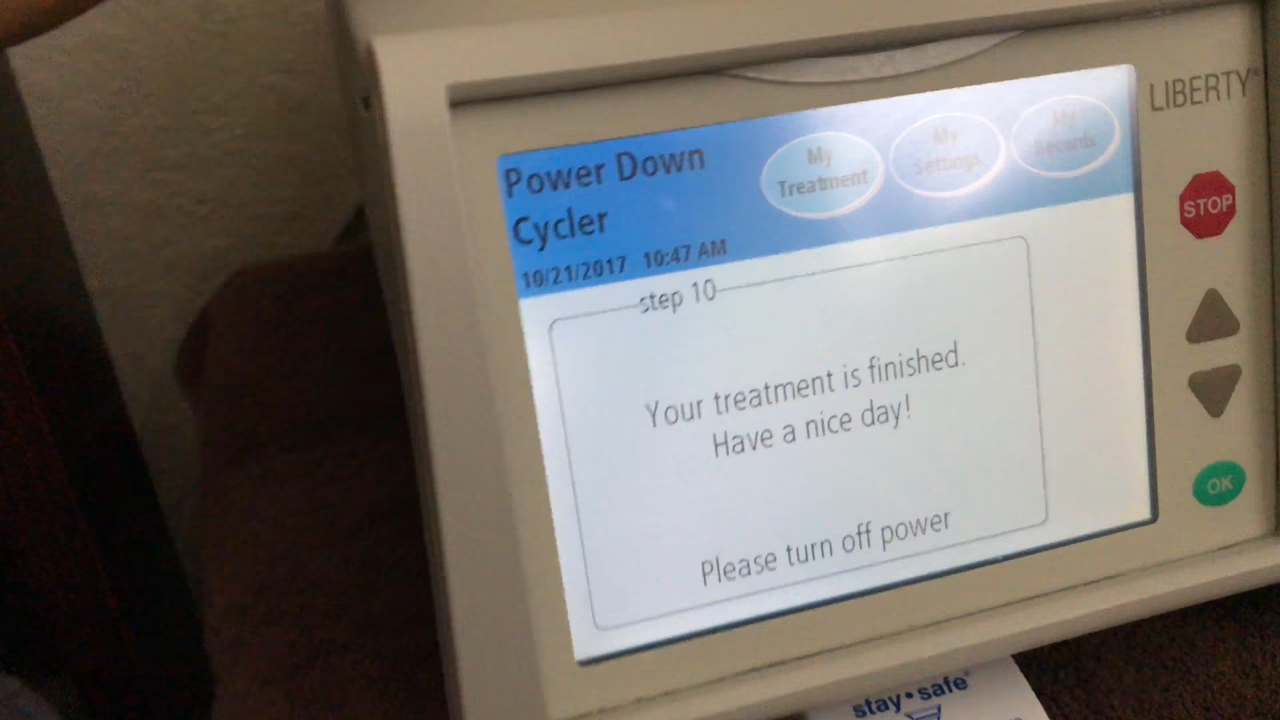 LIBERTY
Power Down
Cycler
10/21/2017 10:47 AM
My
Treatment
My
Settings
My
Records
step 10
Your treatment is finished.
Have a nice day!
Please turn off power
STOP
OK
stay•safe®